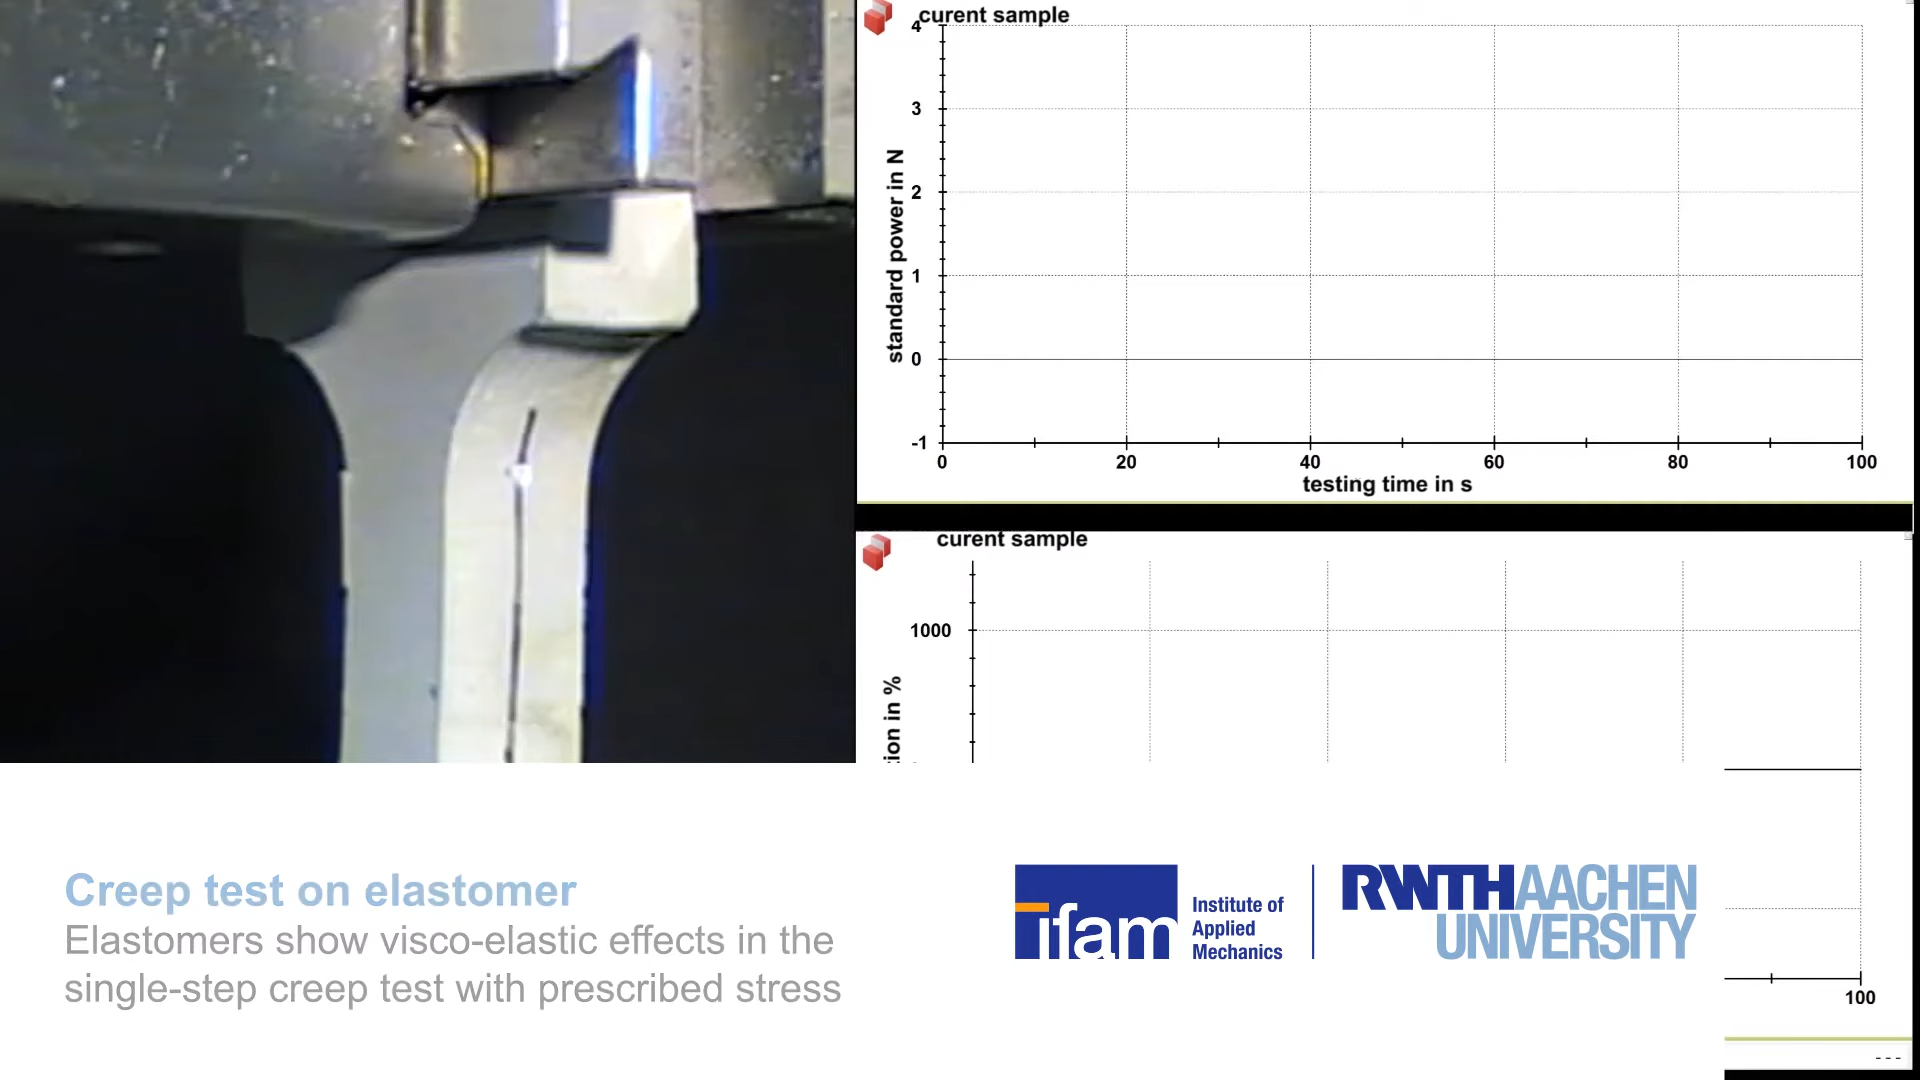 curent sample
4
3
2
1
0
-1
standard power in N
0 20 40 60 80 100
testing time in s
curent sample
1000
ion in %
100
---
Creep test on elastomer
Elastomers show visco-elastic effects in the
single-step creep test with prescribed stress
ifam
Institute of
Applied
Mechanics
RWTHAACHEN
UNIVERSITY